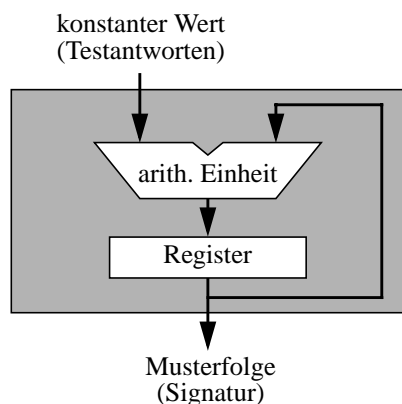 konstanter Wert
(Testantworten)
arith. Einheit
Register
Musterfolge
(Signatur)